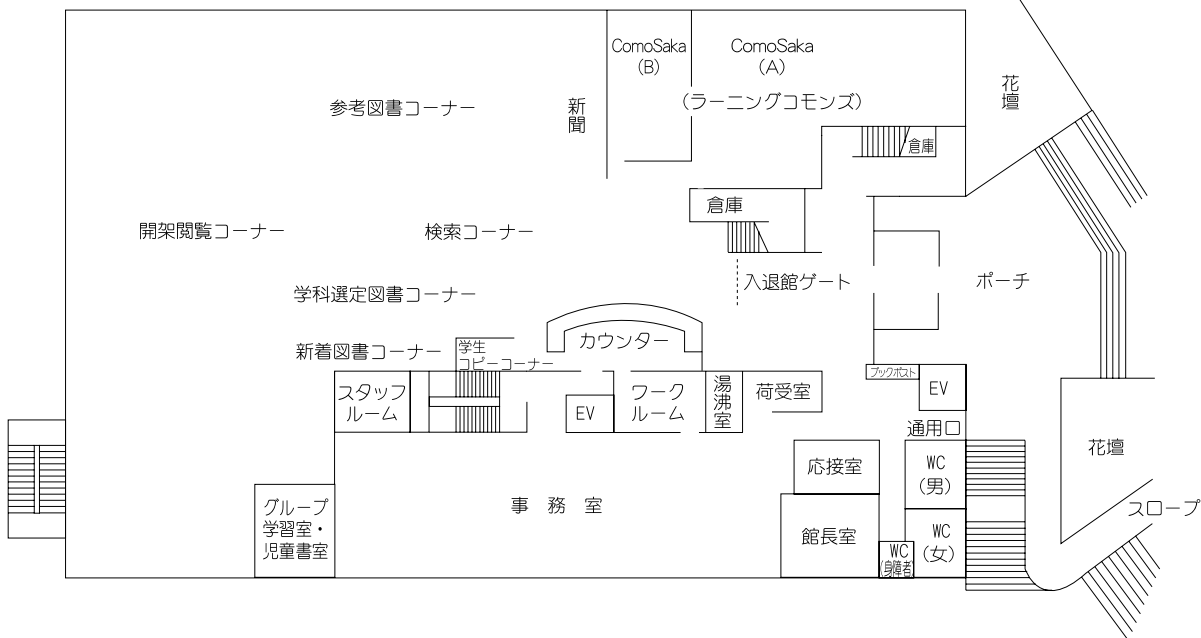 ComoSaka
(B)
ComoSaka
(A)
(ラーニングコモンズ)
花壇
参考図書コーナー
新聞
倉庫
倉庫
開架閲覧コーナー
検索コーナー
入退館ゲート
ポーチ
学科選定図書コーナー
カウンター
新着図書コーナー
学生
コピーコーナー
ブックポスト
スタッフ
ルーム
EV
ワーク
ルーム
湯沸室
荷受室
EV
通用口
花壇
応接室
WC
(男)
グループ
学習室・
児童書室
事務室
スロープ
館長室
WC
(女)
WC
(身障者)